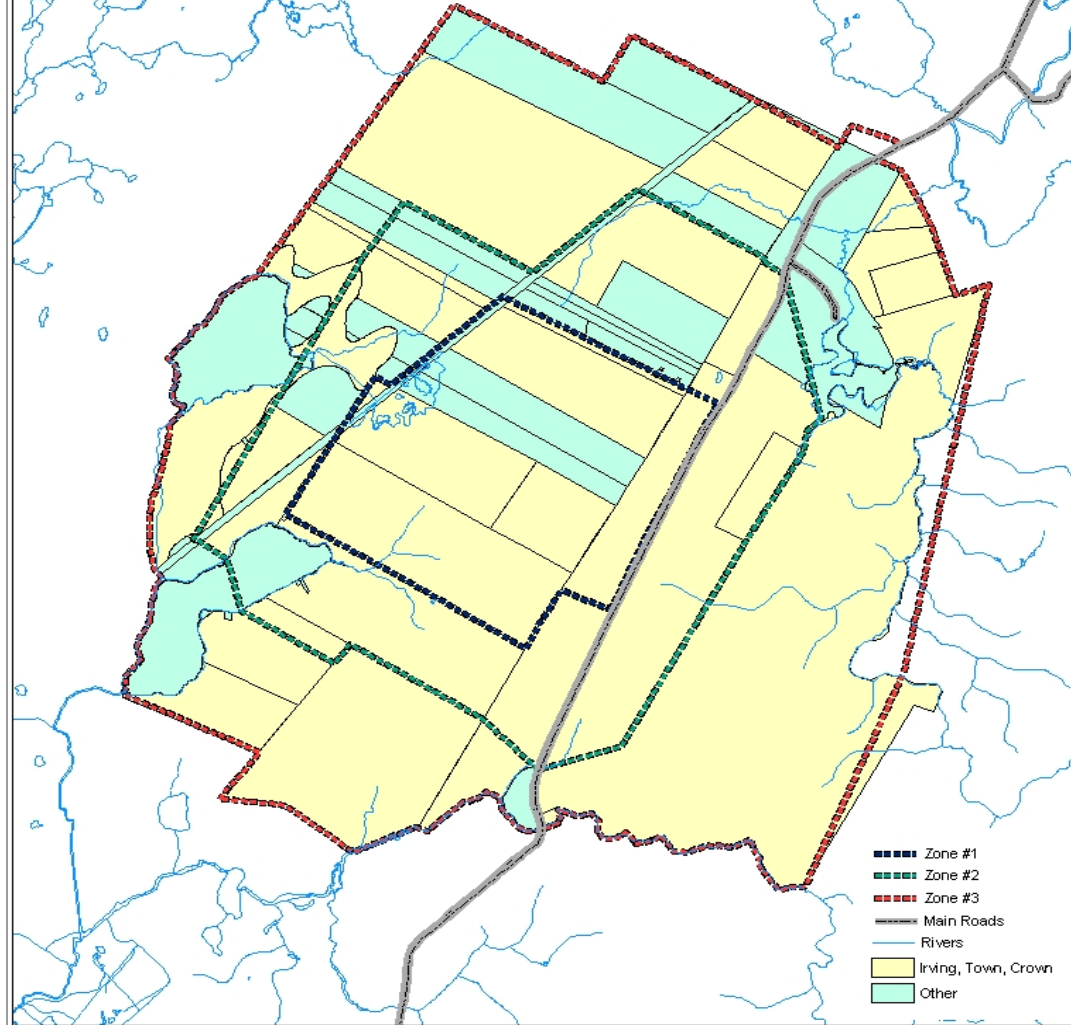 Zone #1
Zone #2
Zone #3
Main Roads
Rivers
Irving, Town, Crown
Other